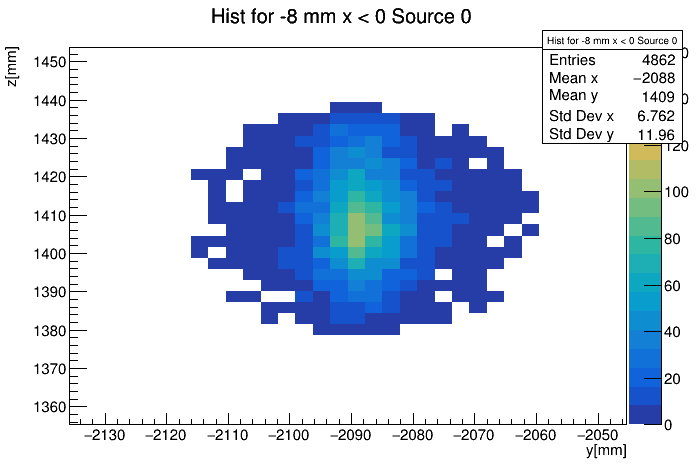 Hist for -8 mm x < 0 Source 0
Hist for -8 mm x < 0 Source 0
Entries 4862
Mean x −2088
Mean y 1409
Std Dev x 6.762
Std Dev y 11.96
z[mm]
1450
1440
1430
1420
1410
1400
1390
1380
1370
1360
120
100
80
60
40
20
0
−2130 −2120 −2110 −2100 −2090 −2080 −2070 −2060 −2050
y[mm]